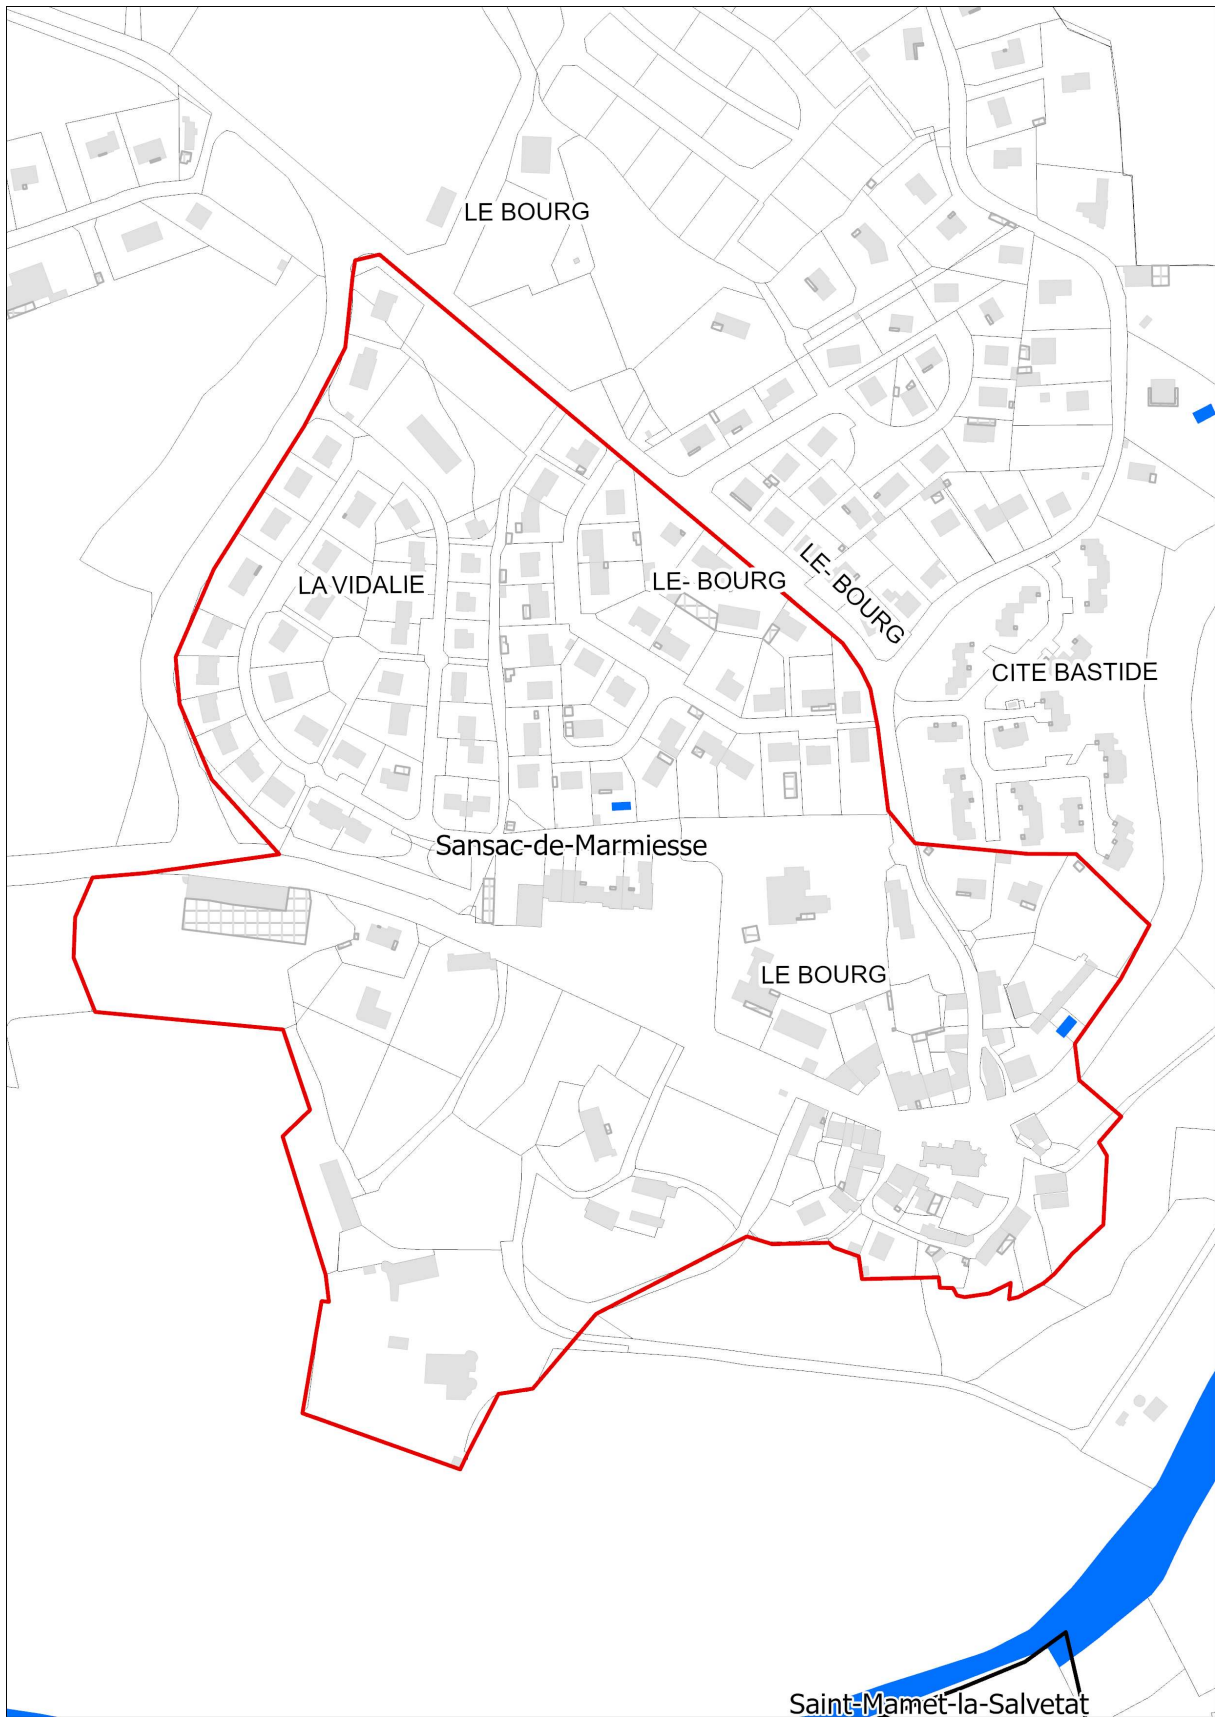 LE BOURG
LA VIDALIE
LE- BOURG
LE- BOURG
CITE BASTIDE
Sansac-de-Marmiesse
LE BOURG
Saint-Mamet-la-Salvetat